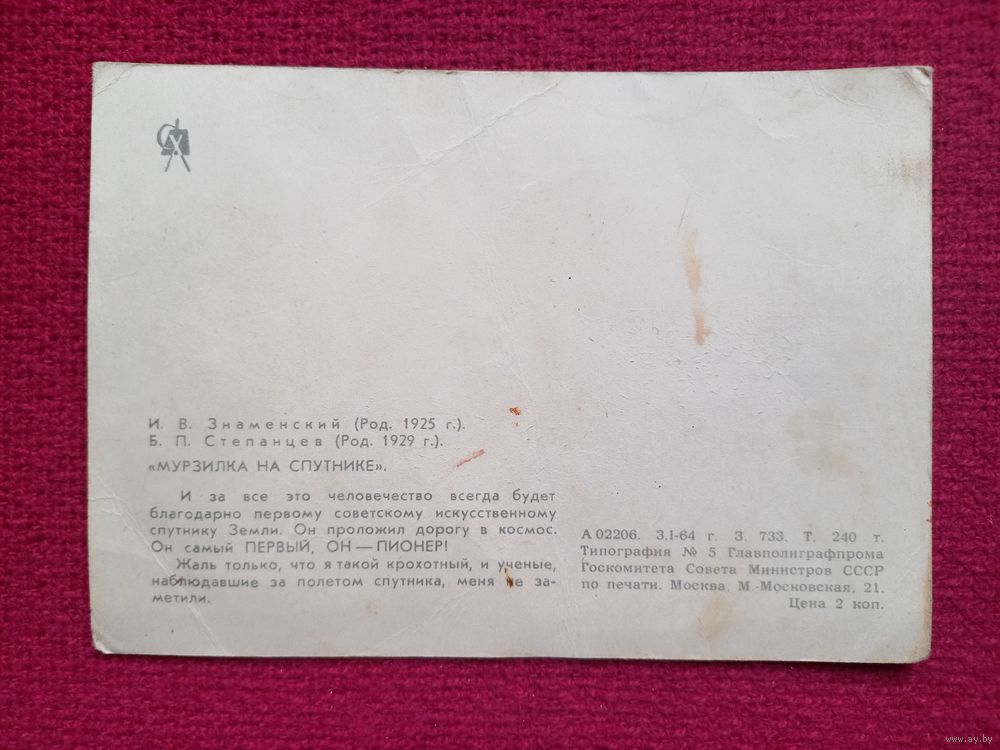 И. В. Знаменский (Род. 1925 г.).
Б. П. Степанцев (Род. 1929 г.).
«МУРЗИЛКА НА СПУТНИКЕ».
И за все это человечество всегда будет
благодарно первому советскому искусственному
спутнику Земли. Он проложил дорогу в космос.
Он самый ПЕРВЫЙ, ОН — ПИОНЕР!
Жаль только, что я такой крохотный, и ученые,
наблюдавшие за полетом спутника, меня не за-
метили.
А 02206. 3.I-64 г. З. 733. Т. 240 т.
Типография № 5 Главполиграфпрома
Госкомитета Совета Министров СССР
по печати. Москва, М.-Московская, 21.
Цена 2 коп.
www.ay.by